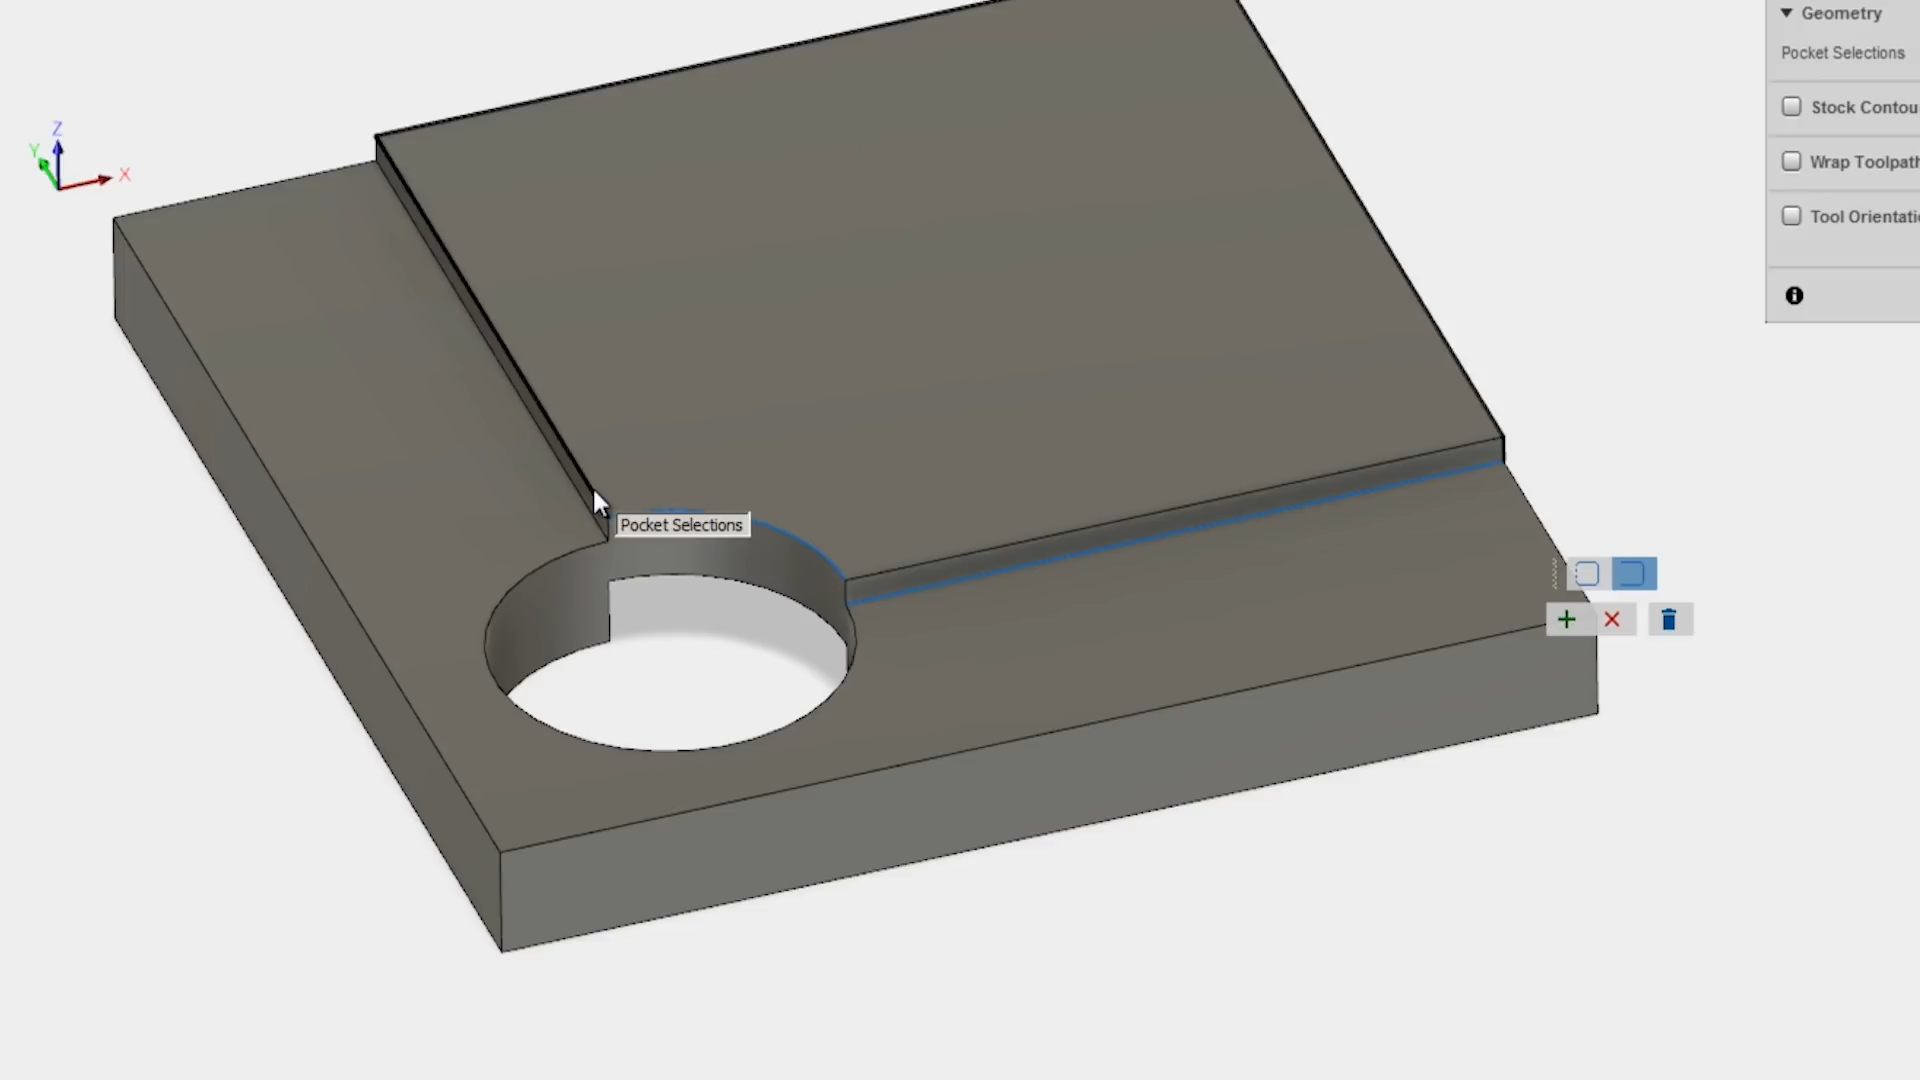 Geometry
Pocket Selections
Stock Contou
Wrap Toolpath
Tool Orientati
Z
Y
X
Pocket Selections